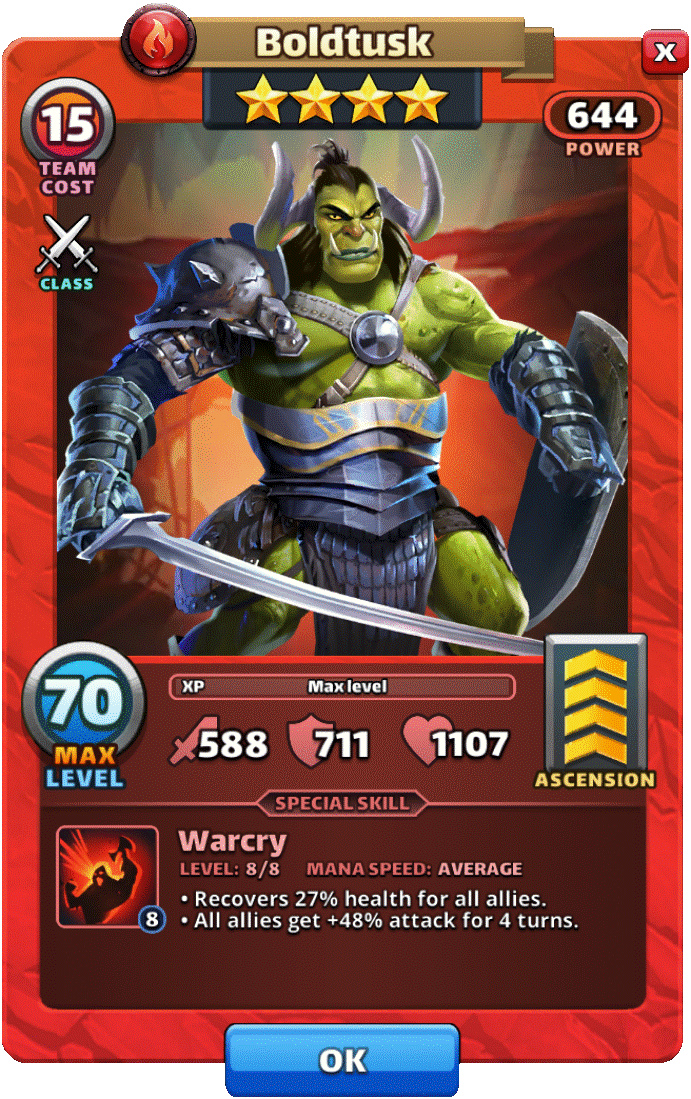 Boldtusk
X
15
TEAM
COST
644
POWER
CLASS
70
MAX
LEVEL
XP Max level
588 711 1107
ASCENSION
SPECIAL SKILL
Warcry
LEVEL: 8/8 MANA SPEED: AVERAGE
8
• Recovers 27% health for all allies.
• All allies get +48% attack for 4 turns.
OK